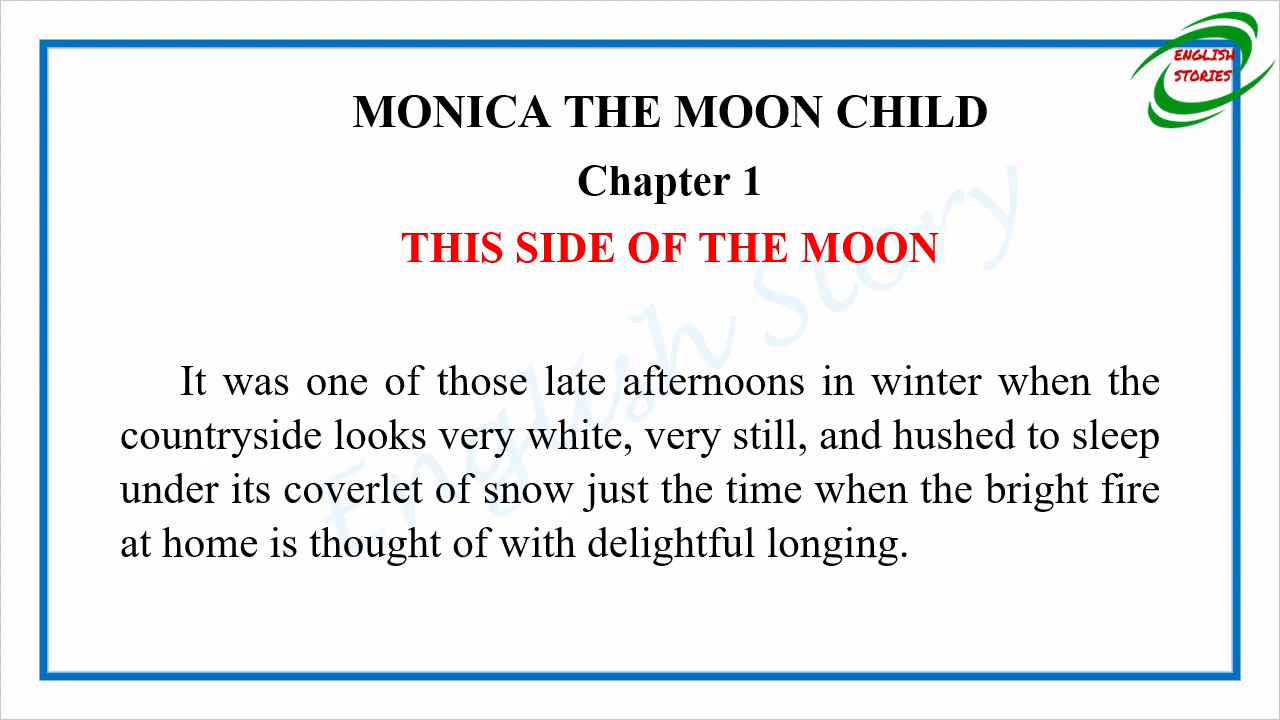 ENGLISH
STORIES
MONICA THE MOON CHILD
Chapter 1
THIS SIDE OF THE MOON
It was one of those late afternoons in winter when the
countryside looks very white, very still, and hushed to sleep
under its coverlet of snow just the time when the bright fire
at home is thought of with delightful longing.
English Story